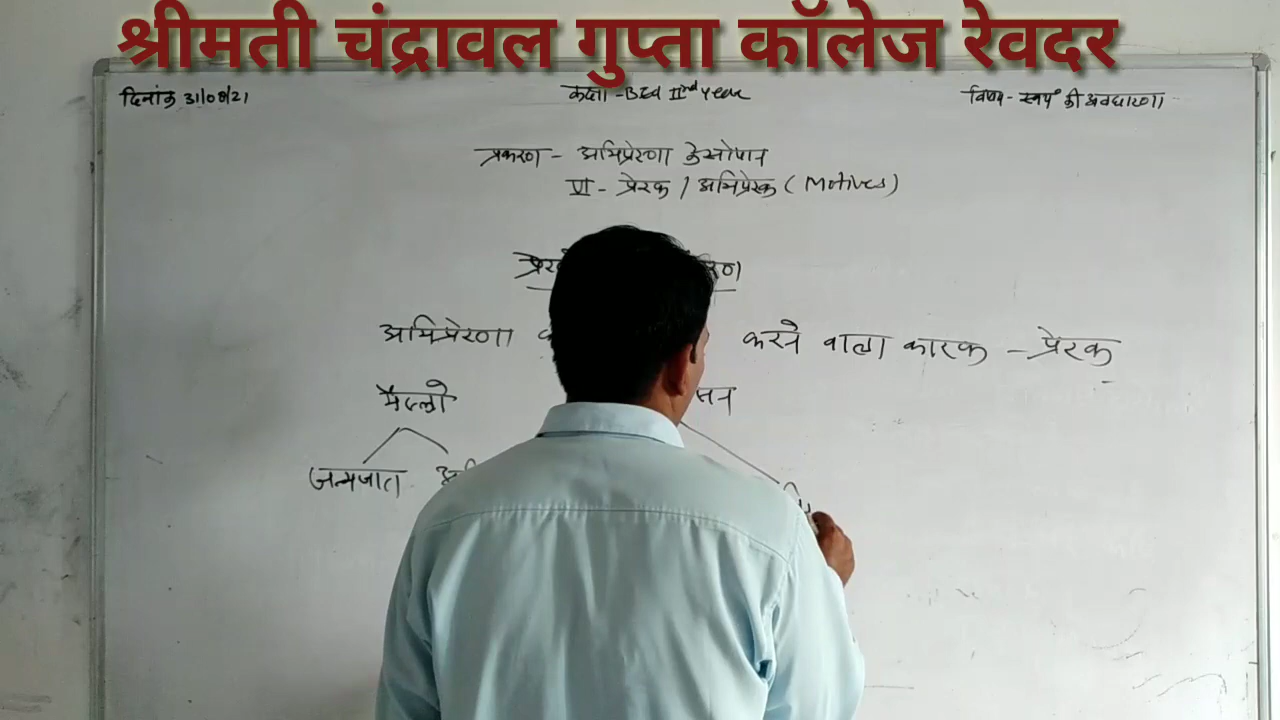 श्रीमती चंद्रावल गुप्ता कॉलेज रेवदर
दिनांक 31/08/21 कक्षा - B.Ed IInd Year विषय - स्वयं की अवधारणा
प्रकरण - अभिप्रेरणा के सोपान
VI - प्रेरक / अभिप्रेरक (Motives)
अभिप्रेरणा करने वाला कारक - प्रेरक
मैस्लो
जन्मजात